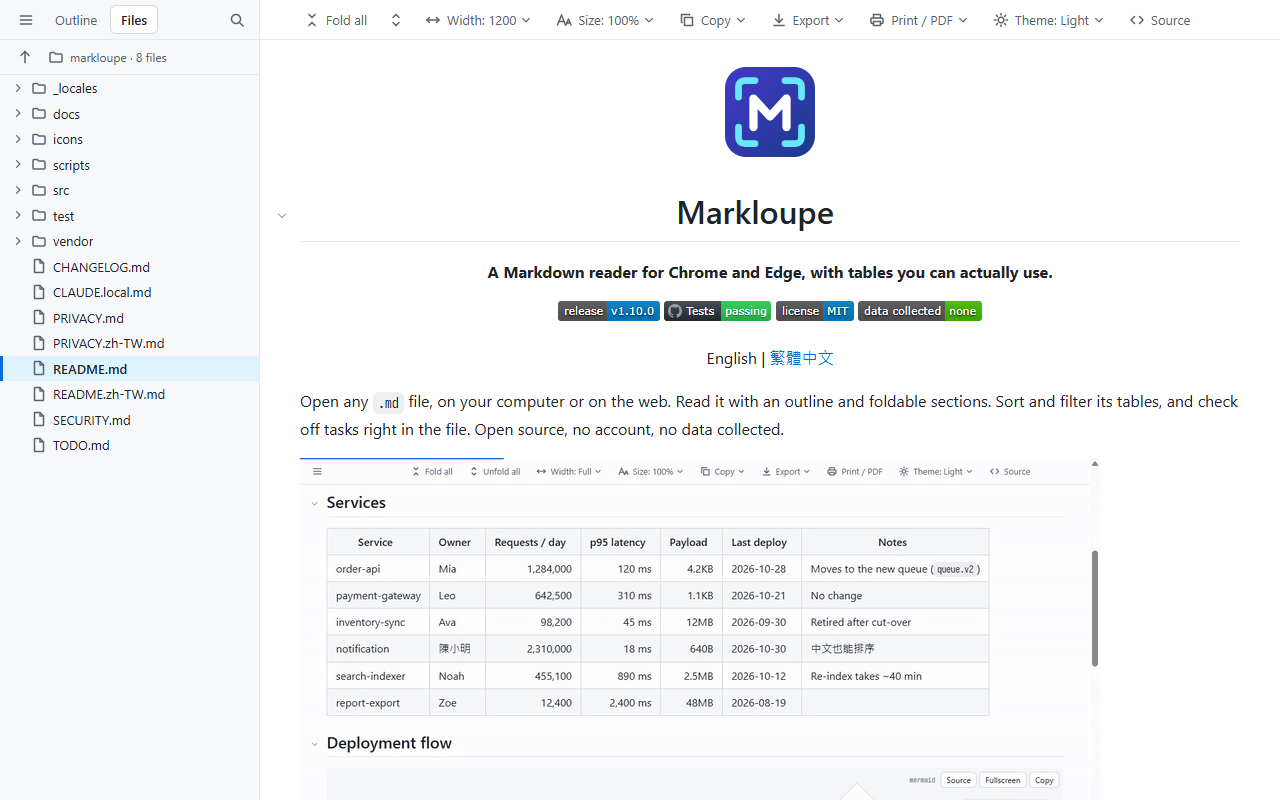 Outline Files
Fold all Width: 1200 Size: 100% Copy Export Print / PDF Theme: Light Source
markloupe · 8 files
_locales
docs
icons
scripts
src
test
vendor
CHANGELOG.md
CLAUDE.local.md
PRIVACY.md
PRIVACY.zh-TW.md
README.md
README.zh-TW.md
SECURITY.md
TODO.md
M
Markloupe
A Markdown reader for Chrome and Edge, with tables you can actually use.
release v1.10.0 Tests passing license MIT data collected none
English | 繁體中文
Open any .md file, on your computer or on the web. Read it with an outline and foldable sections. Sort and filter its tables, and check
off tasks right in the file. Open source, no account, no data collected.
Fold all Unfold all Width: Full Size: 100% Copy Export Print / PDF Theme: Light Source
Services
Service Owner Requests / day p95 latency Payload Last deploy Notes
order-api Mia 1,284,000 120 ms 4.2KB 2026-10-28 Moves to the new queue (queue.v2)
payment-gateway Leo 642,500 310 ms 1.1KB 2026-10-21 No change
inventory-sync Ava 98,200 45 ms 12MB 2026-09-30 Retired after cut-over
notification 陳小明 2,310,000 18 ms 640B 2026-10-30 中文也能排序
search-indexer Noah 455,100 890 ms 2.5MB 2026-10-12 Re-index takes ~40 min
report-export Zoe 12,400 2,400 ms 48MB 2026-08-19
Deployment flow
mermaid Source Fullscreen Copy